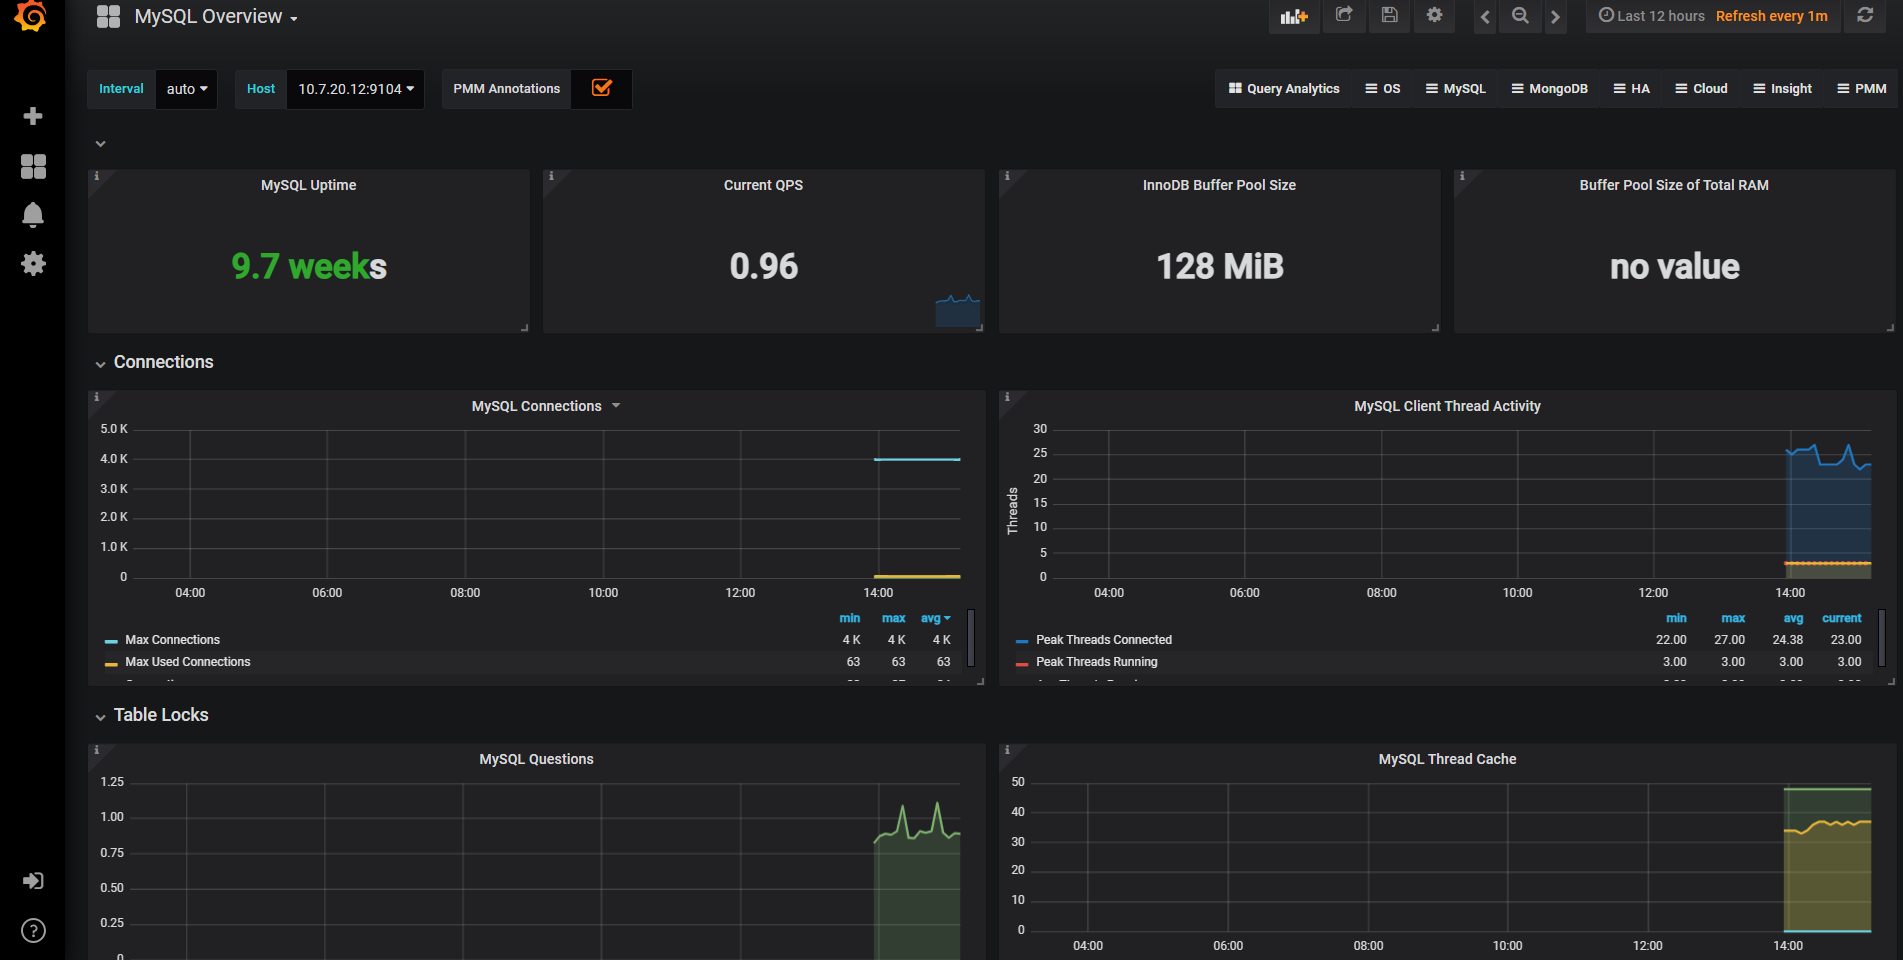 MySQL Overview
Last 12 hours Refresh every 1m
Interval auto Host 10.7.20.12:9104 PMM Annotations
Query Analytics OS MySQL MongoDB HA Cloud Insight PMM
MySQL Uptime
9.7 weeks
Current QPS
0.96
InnoDB Buffer Pool Size
128 MiB
Buffer Pool Size of Total RAM
no value
Connections
MySQL Connections
5.0 K
4.0 K
3.0 K
2.0 K
1.0 K
0
04:00 06:00 08:00 10:00 12:00 14:00
min max avg
Max Connections 4 K 4 K 4 K
Max Used Connections 63 63 63
MySQL Client Thread Activity
Threads
30
25
20
15
10
5
0
04:00 06:00 08:00 10:00 12:00 14:00
min max avg current
Peak Threads Connected 22.00 27.00 24.38 23.00
Peak Threads Running 3.00 3.00 3.00 3.00
Table Locks
MySQL Questions
1.25
1.00
0.75
0.50
0.25
0
MySQL Thread Cache
50
40
30
20
10
0
04:00 06:00 08:00 10:00 12:00 14:00